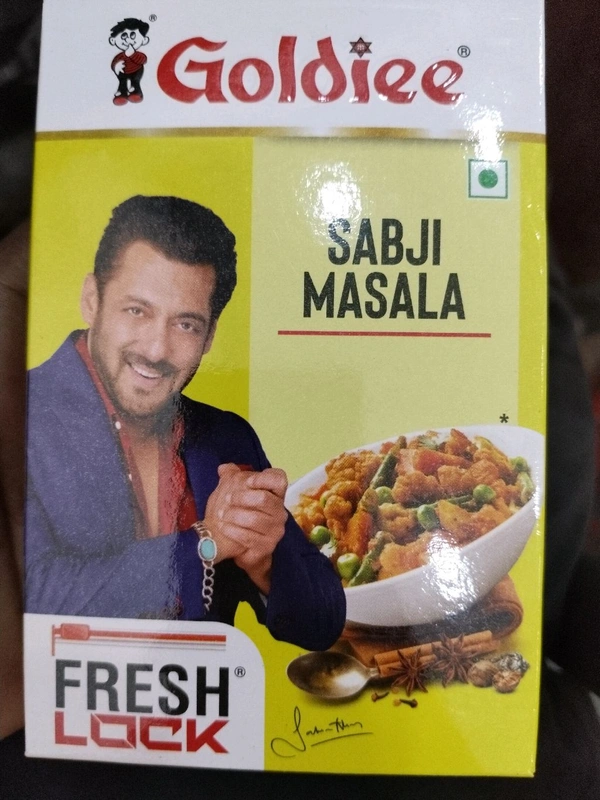 Goldiee®
SABJI
MASALA
*
FRESH®
LOCK